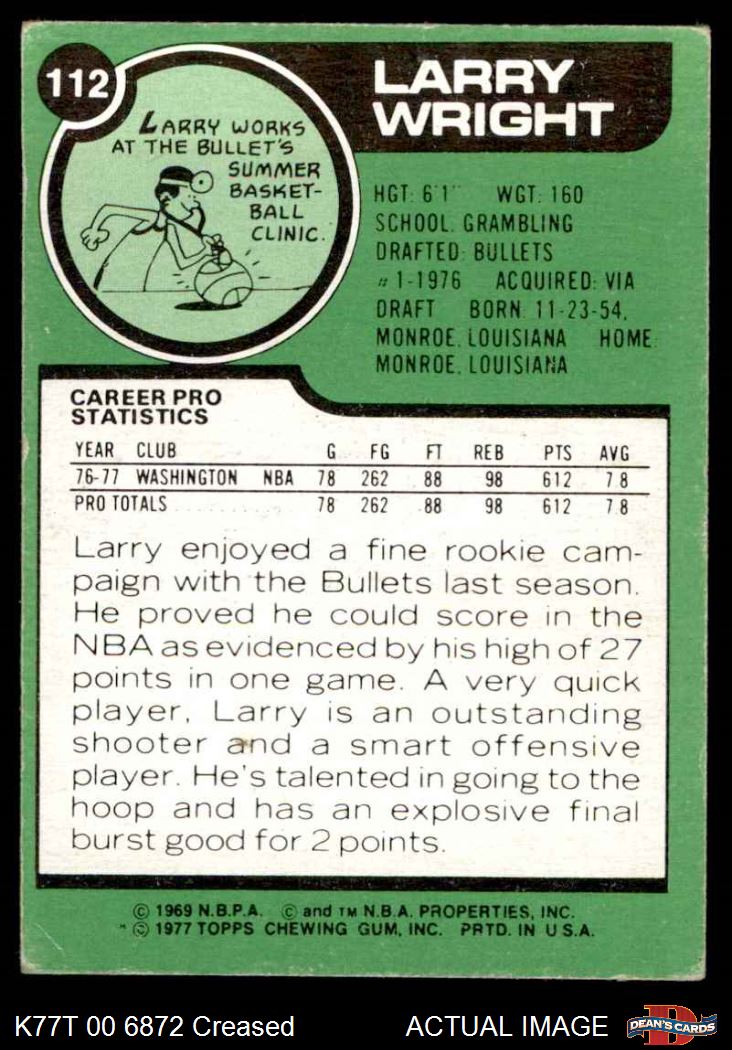 112
LARRY
WRIGHT
LARRY WORKS
AT THE BULLET'S
SUMMER
BASKET-
BALL
CLINIC.
HGT: 6'1" WGT: 160
SCHOOL: GRAMBLING
DRAFTED: BULLETS
#1-1976 ACQUIRED: VIA
DRAFT BORN: 11-23-54,
MONROE, LOUISIANA HOME:
MONROE, LOUISIANA
CAREER PRO
STATISTICS
YEAR CLUB G FG FT REB PTS AVG
76-77 WASHINGTON NBA 78 262 88 98 612 7.8
PRO TOTALS 78 262 88 98 612 7.8
Larry enjoyed a fine rookie cam-
paign with the Bullets last season.
He proved he could score in the
NBA as evidenced by his high of 27
points in one game. A very quick
player, Larry is an outstanding
shooter and a smart offensive
player. He's talented in going to the
hoop and has an explosive final
burst good for 2 points.
© 1969 N.B.P.A. © and TM N.B.A. PROPERTIES, INC.
* © 1977 TOPPS CHEWING GUM, INC. PRTD. IN U.S.A.
K77T 00 6872 Creased ACTUAL IMAGE
D
DEAN'S CARDS